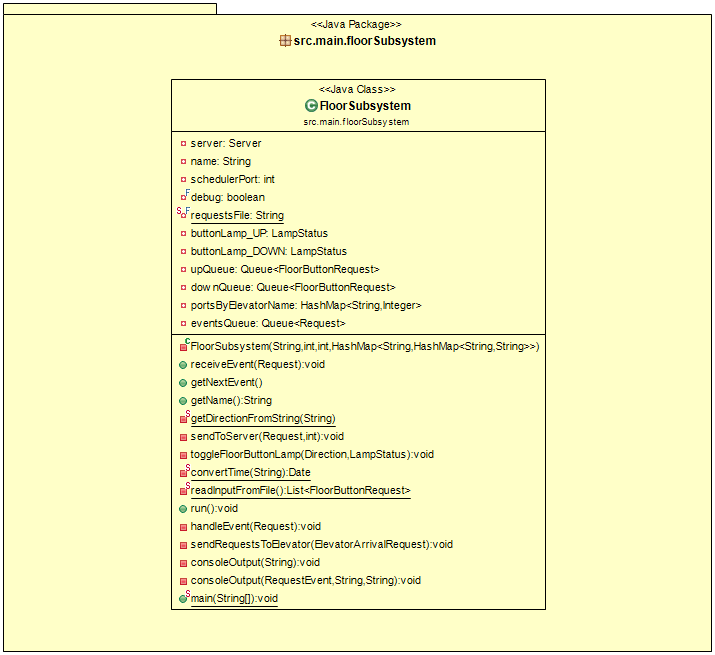 <<Java Package>>
src.main.floorSubsystem
<<Java Class>>
FloorSubsystem
src.main.floorSubsystem
server: Server
name: String
schedulerPort: int
debug: boolean
requestsFile: String
buttonLamp_UP: LampStatus
buttonLamp_DOWN: LampStatus
upQueue: Queue<FloorButtonRequest>
downQueue: Queue<FloorButtonRequest>
portsByElevatorName: HashMap<String,Integer>
eventsQueue: Queue<Request>
FloorSubsystem(String,int,int,HashMap<String,HashMap<String,String>>)
receiveEvent(Request):void
getNextEvent()
getName():String
getDirectionFromString(String)
sendToServer(Request,int):void
toggleFloorButtonLamp(Direction,LampStatus):void
convertTime(String):Date
readInputFromFile():List<FloorButtonRequest>
run():void
handleEvent(Request):void
sendRequestsToElevator(ElevatorArrivalRequest):void
consoleOutput(String):void
consoleOutput(RequestEvent,String,String):void
main(String[]):void